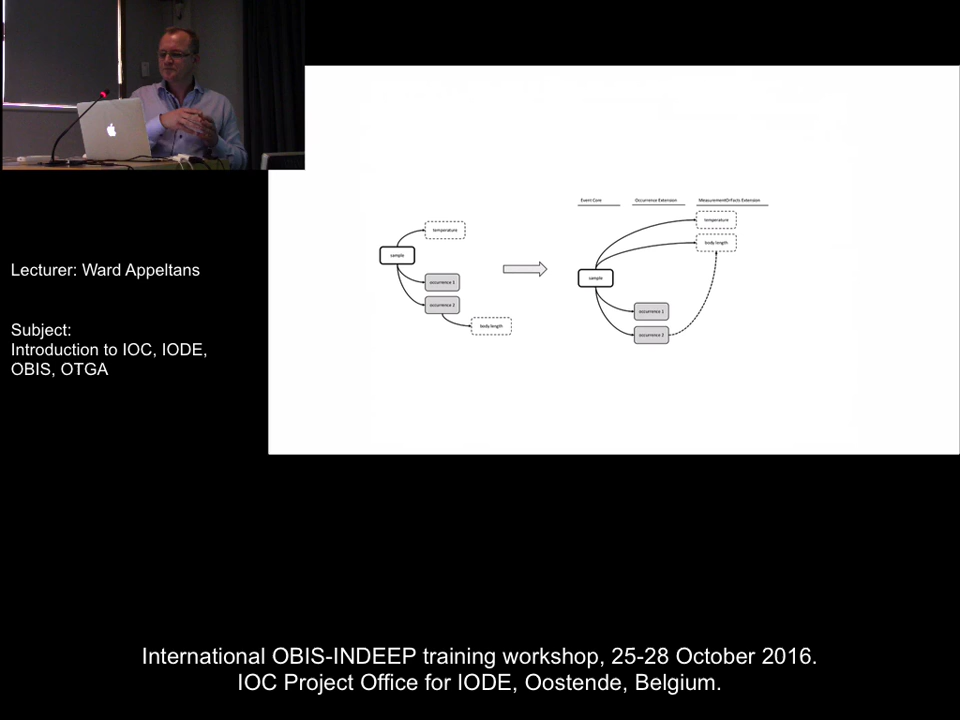 Lecturer: Ward Appeltans
Subject:
Introduction to IOC, IODE,
OBIS, OTGA
temperature
sample
occurrence 1
occurrence 2
body length
Event Core
Occurrence Extension
MeasurementOrFacts Extension
temperature
body length
sample
occurrence 1
occurrence 2
International OBIS-INDEEP training workshop, 25-28 October 2016.
IOC Project Office for IODE, Oostende, Belgium.